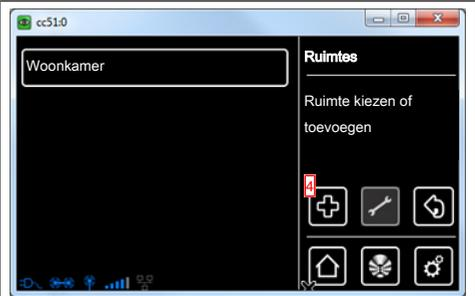 cc51:0
Woonkamer
Ruimtes
Ruimte kiezen of
toevoegen
4